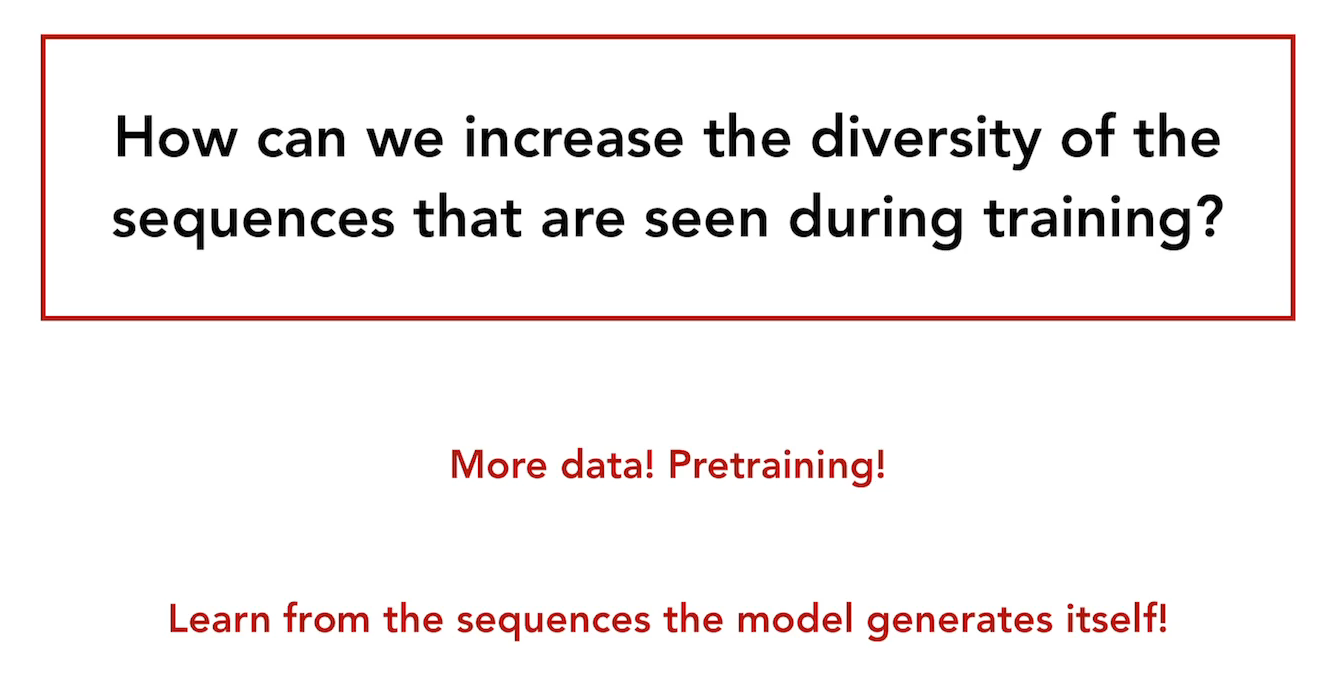 How can we increase the diversity of the
sequences that are seen during training?
More data! Pretraining!
Learn from the sequences the model generates itself!